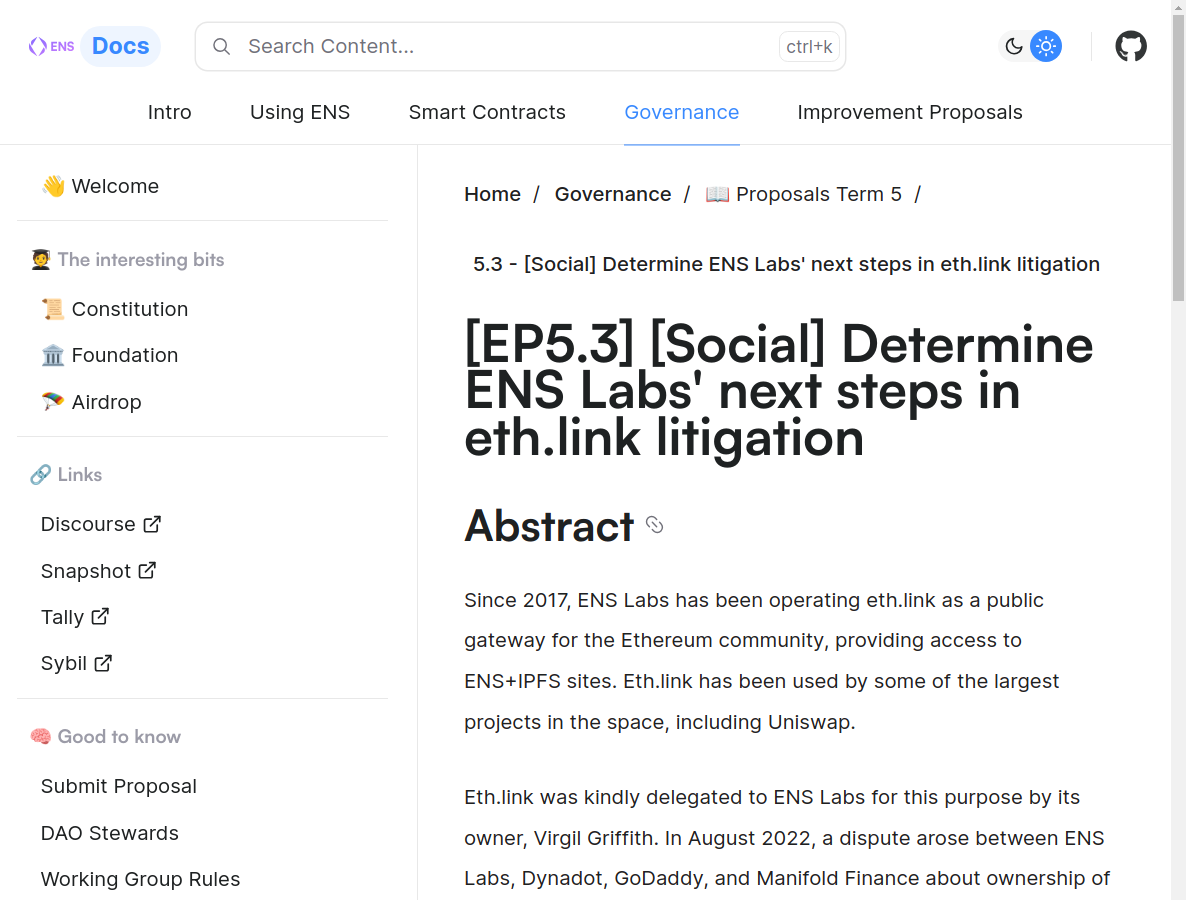 ENS Docs
Search Content...
ctrl+k
Intro
Using ENS
Smart Contracts
Governance
Improvement Proposals
👋 Welcome
🧑‍🎓 The interesting bits
📜 Constitution
🏛️ Foundation
🪂 Airdrop
🔗 Links
Discourse
Snapshot
Tally
Sybil
🧠 Good to know
Submit Proposal
DAO Stewards
Working Group Rules
Home / Governance / 📖 Proposals Term 5 /
5.3 - [Social] Determine ENS Labs' next steps in eth.link litigation
[EP5.3] [Social] Determine
ENS Labs' next steps in
eth.link litigation
Abstract
Since 2017, ENS Labs has been operating eth.link as a public
gateway for the Ethereum community, providing access to
ENS+IPFS sites. Eth.link has been used by some of the largest
projects in the space, including Uniswap.
Eth.link was kindly delegated to ENS Labs for this purpose by its
owner, Virgil Griffith. In August 2022, a dispute arose between ENS
Labs, Dynadot, GoDaddy, and Manifold Finance about ownership of